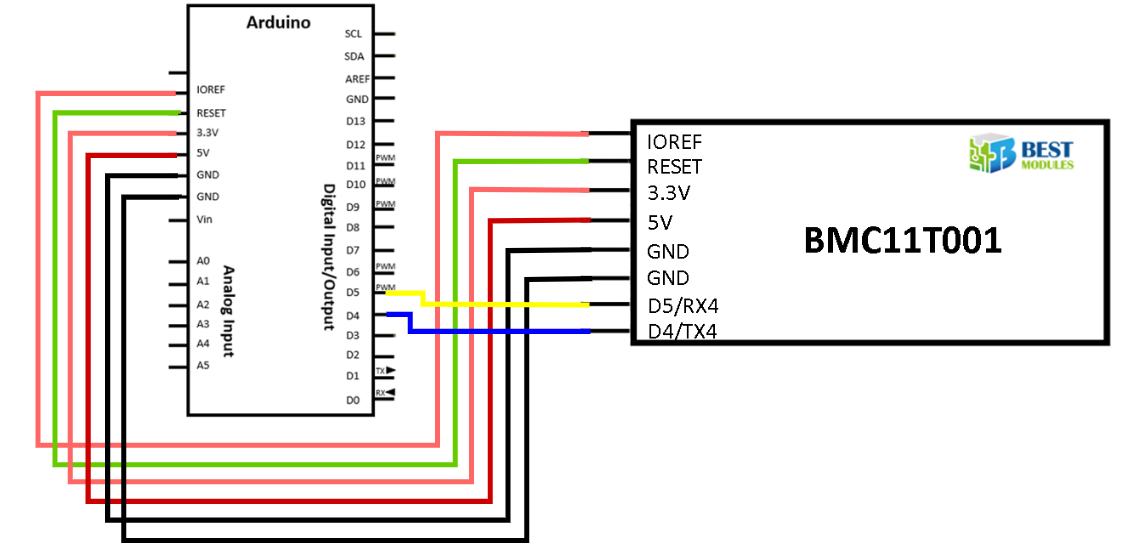 Arduino
IOREF
RESET
3.3V
5V
GND
GND
Vin
A0
A1
A2
A3
A4
A5
Analog Input
SCL
SDA
AREF
GND
D13
D12
D11 PWM
D10 PWM
D9 PWM
D8
D7
D6 PWM
D5 PWM
D4
D3
D2
D1 TX
D0 RX
Digital Input/Output
IOREF
RESET
3.3V
5V
GND
GND
D5/RX4
D4/TX4
BEST
MODULES
BMC11T001